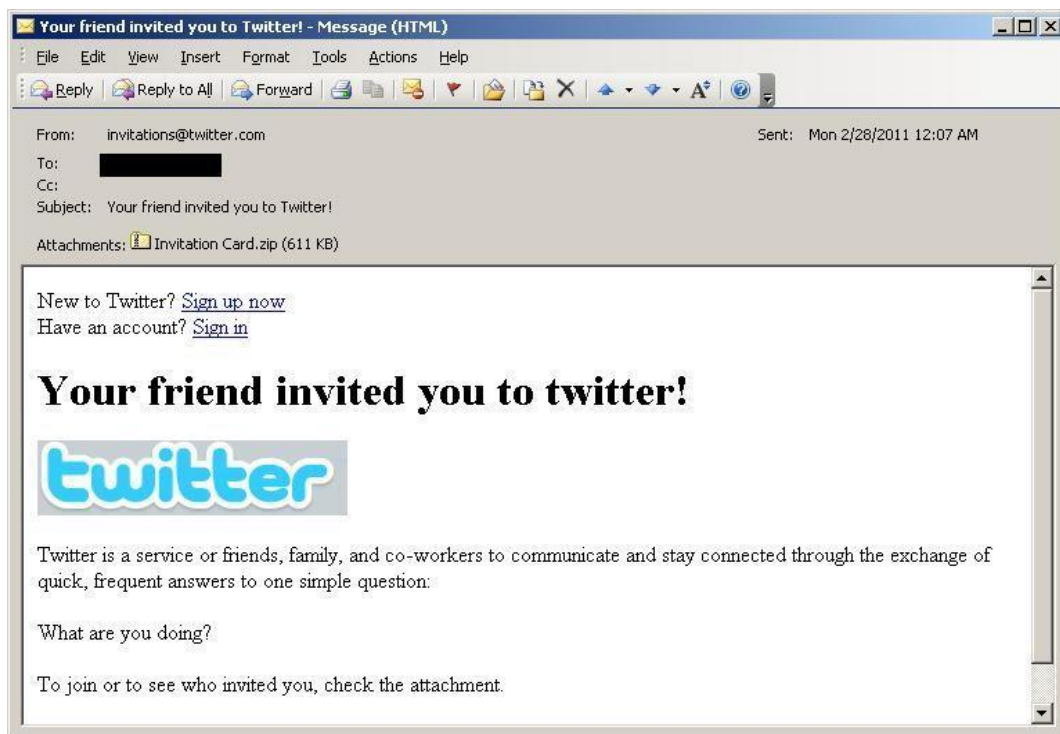 Your friend invited you to Twitter! - Message (HTML)
File Edit View Insert Format Tools Actions Help
Reply Reply to All Forward
From: invitations@twitter.com Sent: Mon 2/28/2011 12:07 AM
To:
Cc:
Subject: Your friend invited you to Twitter!
Attachments: Invitation Card.zip (611 KB)
New to Twitter? Sign up now
Have an account? Sign in
Your friend invited you to twitter!
twitter
Twitter is a service or friends, family, and co-workers to communicate and stay connected through the exchange of
quick, frequent answers to one simple question:
What are you doing?
To join or to see who invited you, check the attachment.